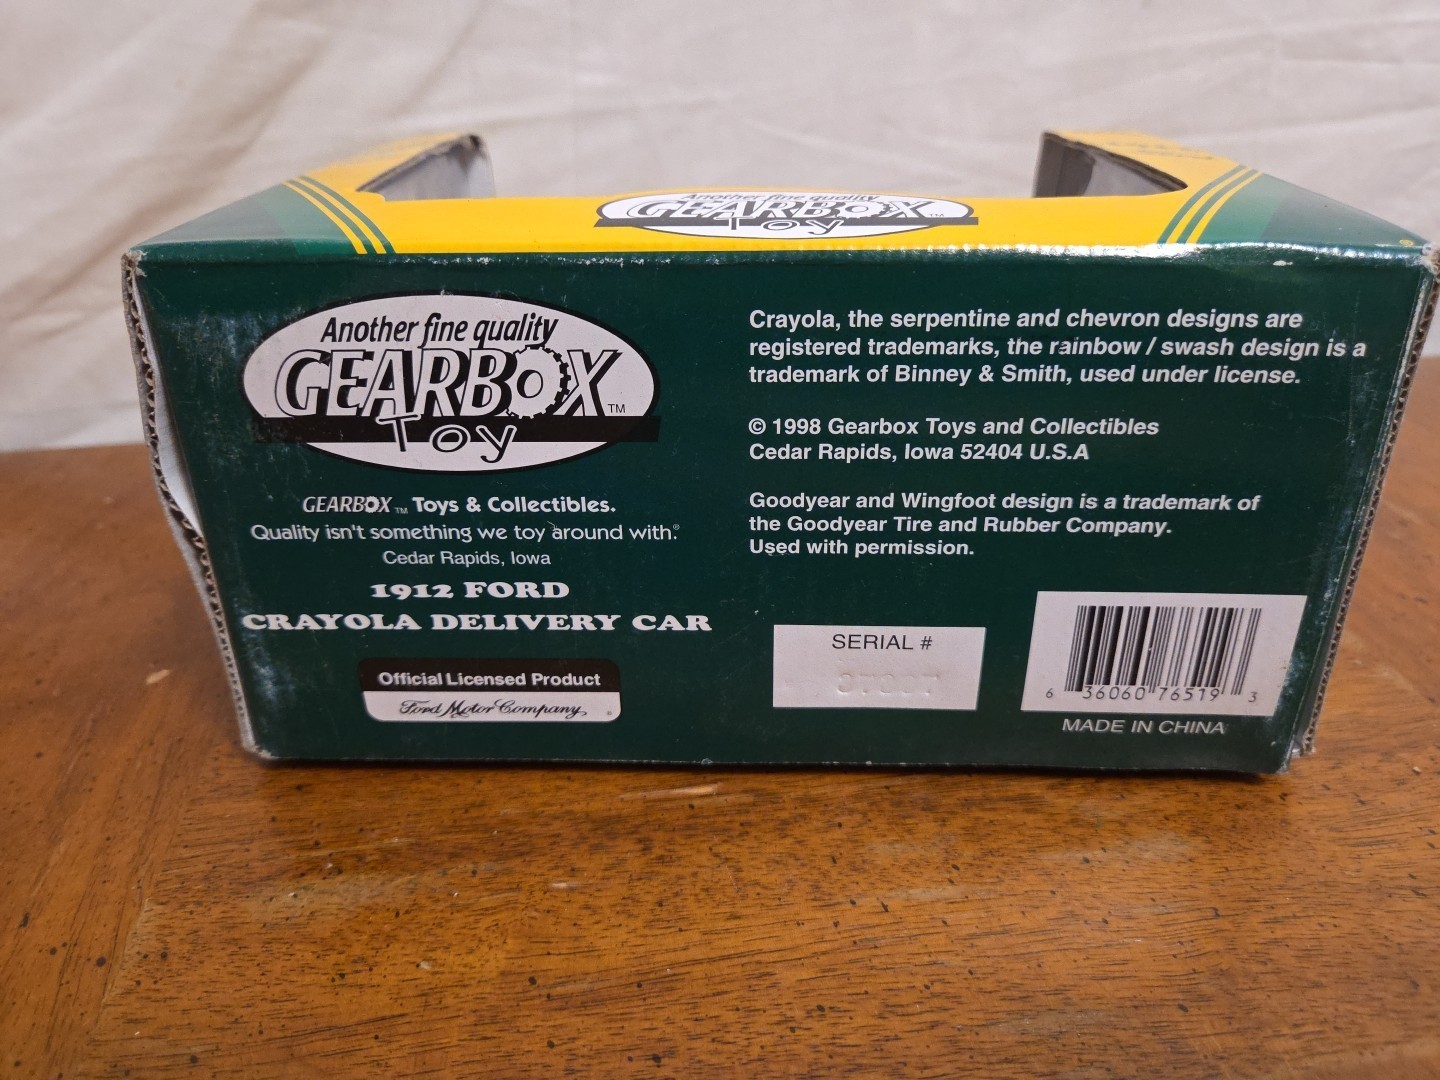 Another fine quality
GEARBOX™
Toy
Another fine quality
GEARBOX™
Toy
GEARBOX™ Toys & Collectibles.
Quality isn't something we toy around with.®
Cedar Rapids, Iowa
1912 FORD
CRAYOLA DELIVERY CAR
Official Licensed Product
Ford Motor Company
Crayola, the serpentine and chevron designs are
registered trademarks, the rainbow / swash design is a
trademark of Binney & Smith, used under license.
© 1998 Gearbox Toys and Collectibles
Cedar Rapids, Iowa 52404 U.S.A
Goodyear and Wingfoot design is a trademark of
the Goodyear Tire and Rubber Company.
Used with permission.
SERIAL #
6 36060 76519 3
MADE IN CHINA